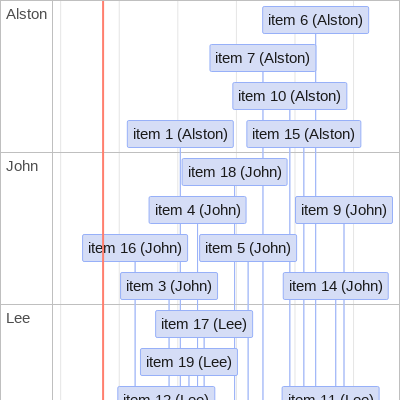 Alston
item 6 (Alston)
item 7 (Alston)
item 10 (Alston)
item 1 (Alston)
item 15 (Alston)
John
item 18 (John)
item 4 (John)
item 9 (John)
item 16 (John)
item 5 (John)
item 3 (John)
item 14 (John)
Lee
item 17 (Lee)
item 19 (Lee)
item 12 (Lee)
item 11 (Lee)